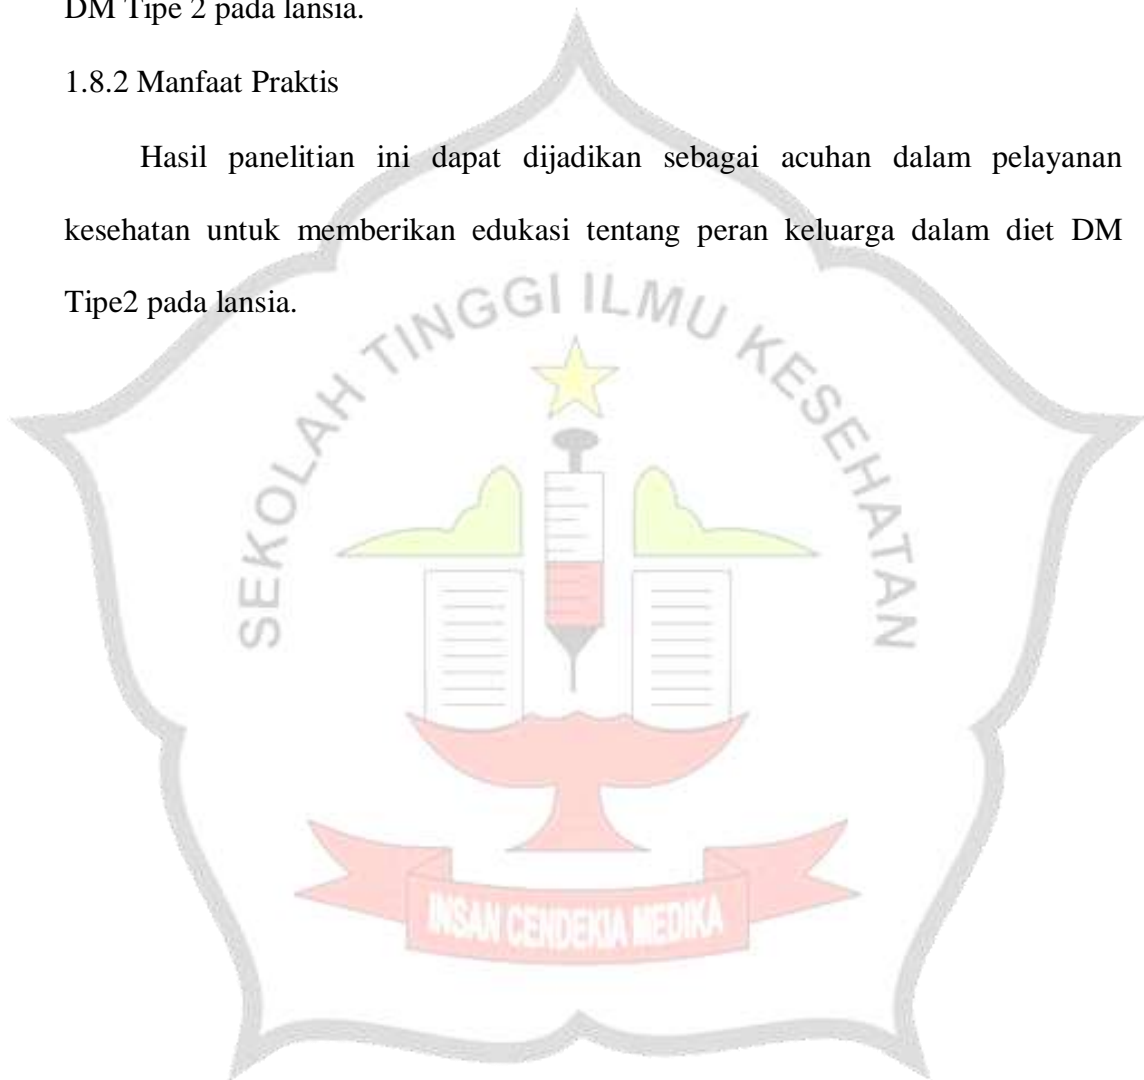 DM Tipe 2 pada lansia.
1.8.2 Manfaat Praktis
Hasil panelitian ini dapat dijadikan sebagai acuhan dalam pelayanan
kesehatan untuk memberikan edukasi tentang peran keluarga dalam diet DM
Tipe2 pada lansia.
SEKOLAH TINGGI ILMU KESEHATAN
INSAN CENDEKIA MEDIKA